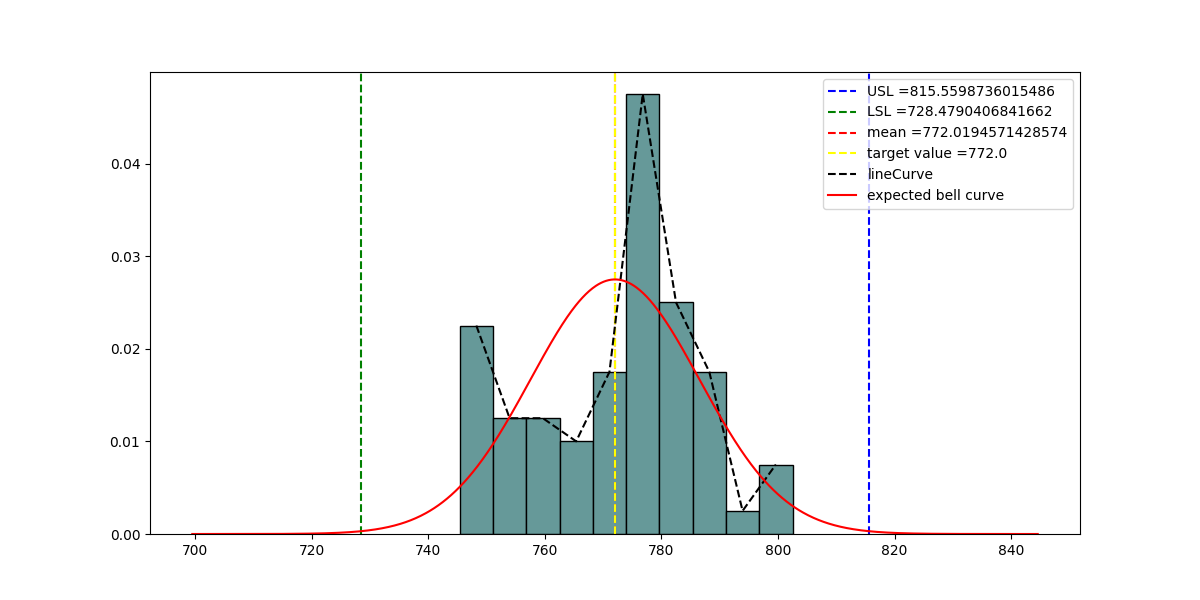 USL =815.5598736015486
LSL =728.4790406841662
mean =772.0194571428574
target value =772.0
lineCurve
expected bell curve
0.04
0.03
0.02
0.01
0.00
700 720 740 760 780 800 820 840